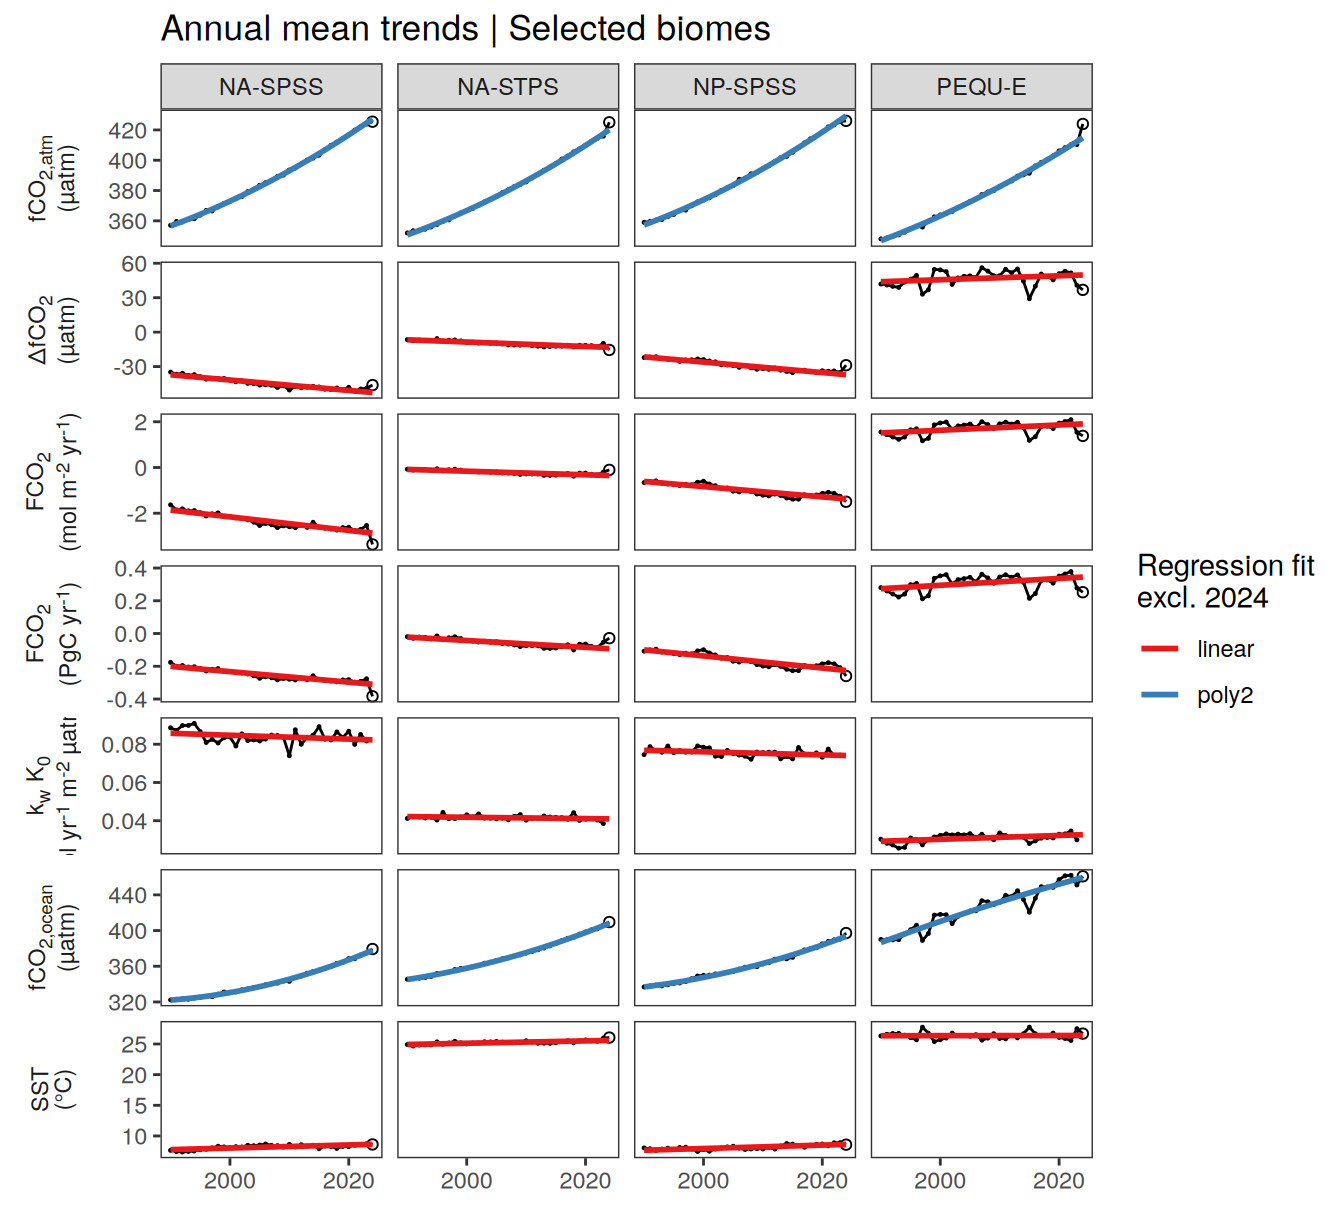 Annual mean trends | Selected biomes
NA-SPSS
NA-STPS
NP-SPSS
PEQU-E
fCO2,atm
(µatm)
420
400
380
360
ΔfCO2
(µatm)
60
30
0
-30
FCO2
(mol m-2 yr-1)
2
0
-2
FCO2
(PgC yr-1)
0.4
0.2
0.0
-0.2
-0.4
kw K0
l yr-1 m-2 µat
0.08
0.06
0.04
fCO2,ocean
(µatm)
440
400
360
320
SST
(°C)
25
20
15
10
2000
2020
2000
2020
2000
2020
2000
2020
Regression fit
excl. 2024
linear
poly2